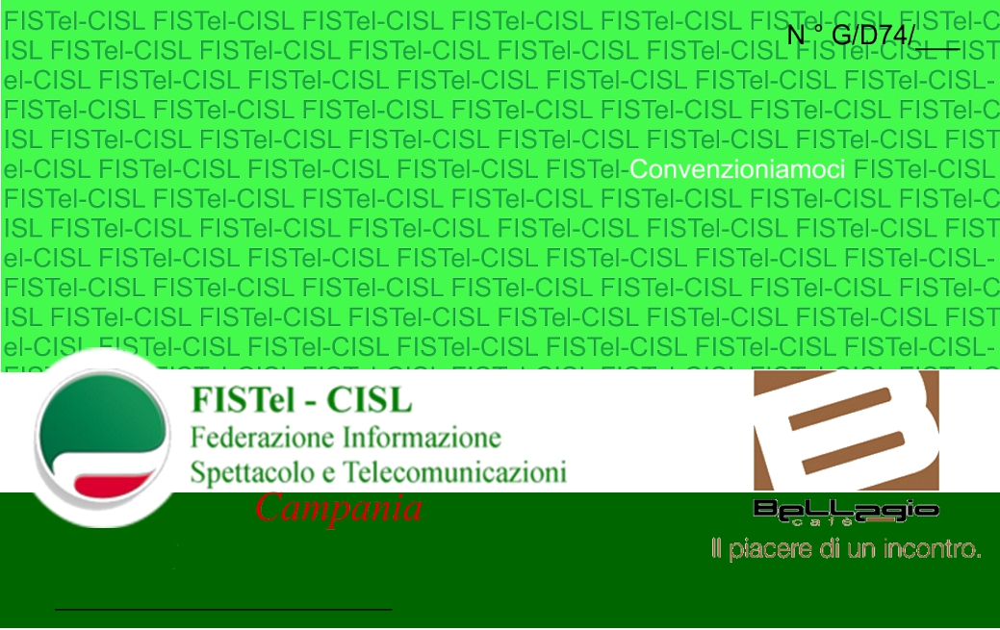 FISTel-CISL FISTel-CISL FISTel-CISL FISTel-CISL FISTel-CISL FISTel-CISL FISTel-C
N ° G/D74/___
ISL FISTel-CISL FISTel-CISL FISTel-CISL FISTel-CISL FISTel-CISL FISTel-CISL FIST
el-CISL FISTel-CISL FISTel-CISL FISTel-CISL FISTel-CISL FISTel-CISL FISTel-CISL-
FISTel-CISL FISTel-CISL FISTel-CISL FISTel-CISL FISTel-CISL FISTel-CISL FISTel-C
ISL FISTel-CISL FISTel-CISL FISTel-CISL FISTel-CISL FISTel-CISL FISTel-CISL FIST
el-CISL FISTel-CISL FISTel-CISL FISTel-CISL FISTel-Convenzioniamoci FISTel-CISL
FISTel-CISL FISTel-CISL FISTel-CISL FISTel-CISL FISTel-CISL FISTel-CISL FISTel-C
ISL FISTel-CISL FISTel-CISL FISTel-CISL FISTel-CISL FISTel-CISL FISTel-CISL FIST
el-CISL FISTel-CISL FISTel-CISL FISTel-CISL FISTel-CISL FISTel-CISL FISTel-CISL-
FISTel-CISL FISTel-CISL FISTel-CISL FISTel-CISL FISTel-CISL FISTel-CISL FISTel-C
ISL FISTel-CISL FISTel-CISL FISTel-CISL FISTel-CISL FISTel-CISL FISTel-CISL FIST
el-CISL FISTel-CISL FISTel-CISL FISTel-CISL FISTel-CISL FISTel-CISL FISTel-CISL-
FISTel - CISL
Federazione Informazione
Spettacolo e Telecomunicazioni
Campania
B
BeLLagio
cafè
Il piacere di un incontro.